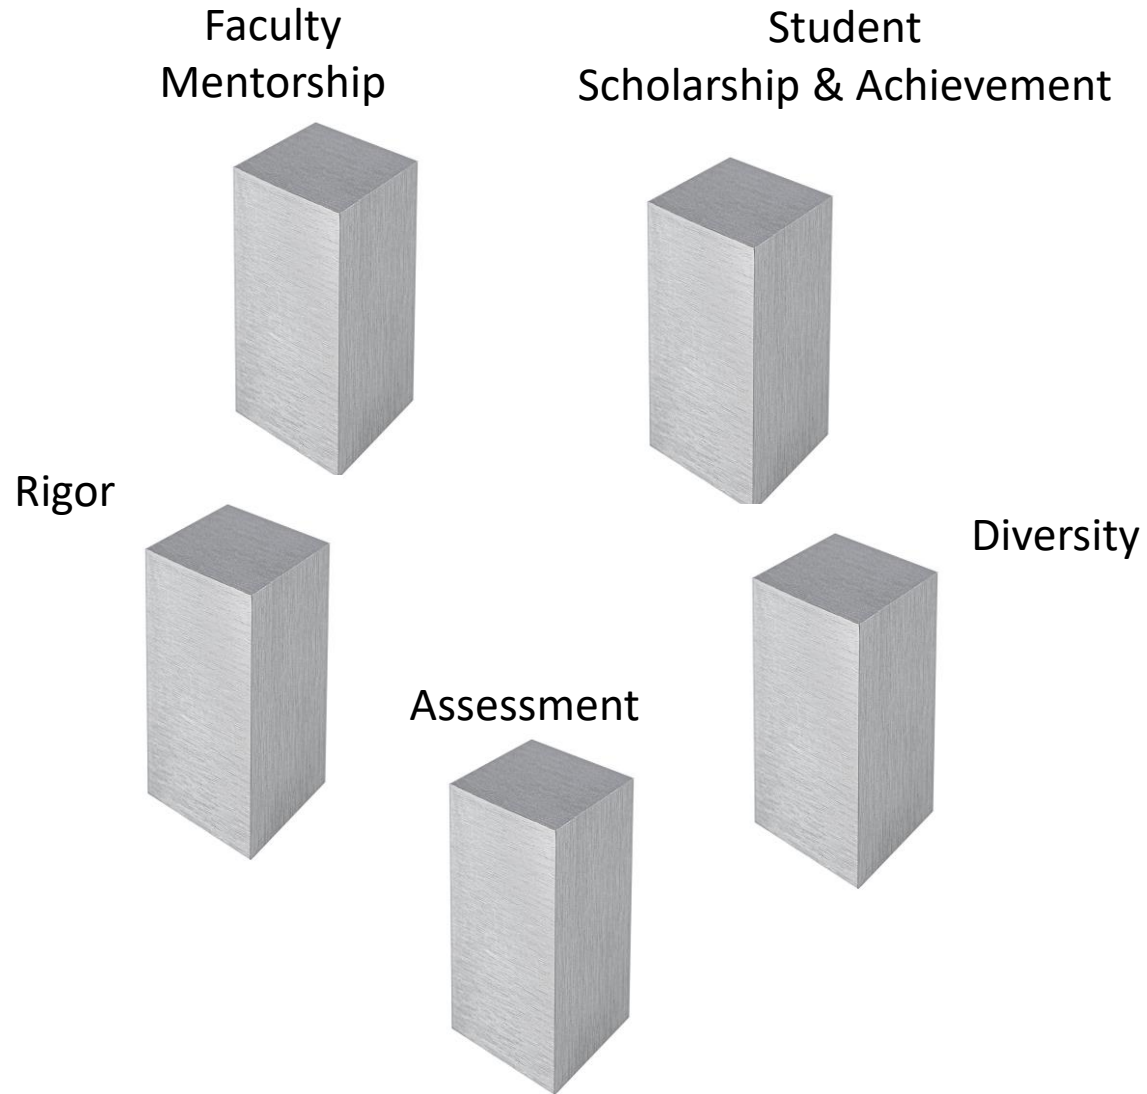 Faculty
Mentorship
Student
Scholarship & Achievement
Rigor
Diversity
Assessment